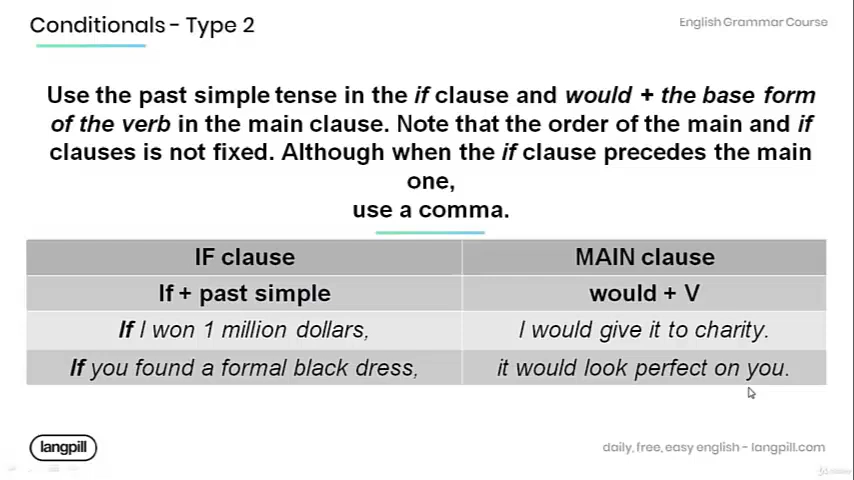 Conditionals - Type 2
English Grammar Course
Use the past simple tense in the if clause and would + the base form
of the verb in the main clause. Note that the order of the main and if
clauses is not fixed. Although when the if clause precedes the main
one,
use a comma.
IF clause MAIN clause
If + past simple would + V
If I won 1 million dollars, I would give it to charity.
If you found a formal black dress, it would look perfect on you.
langpill
daily, free, easy english - langpill.com